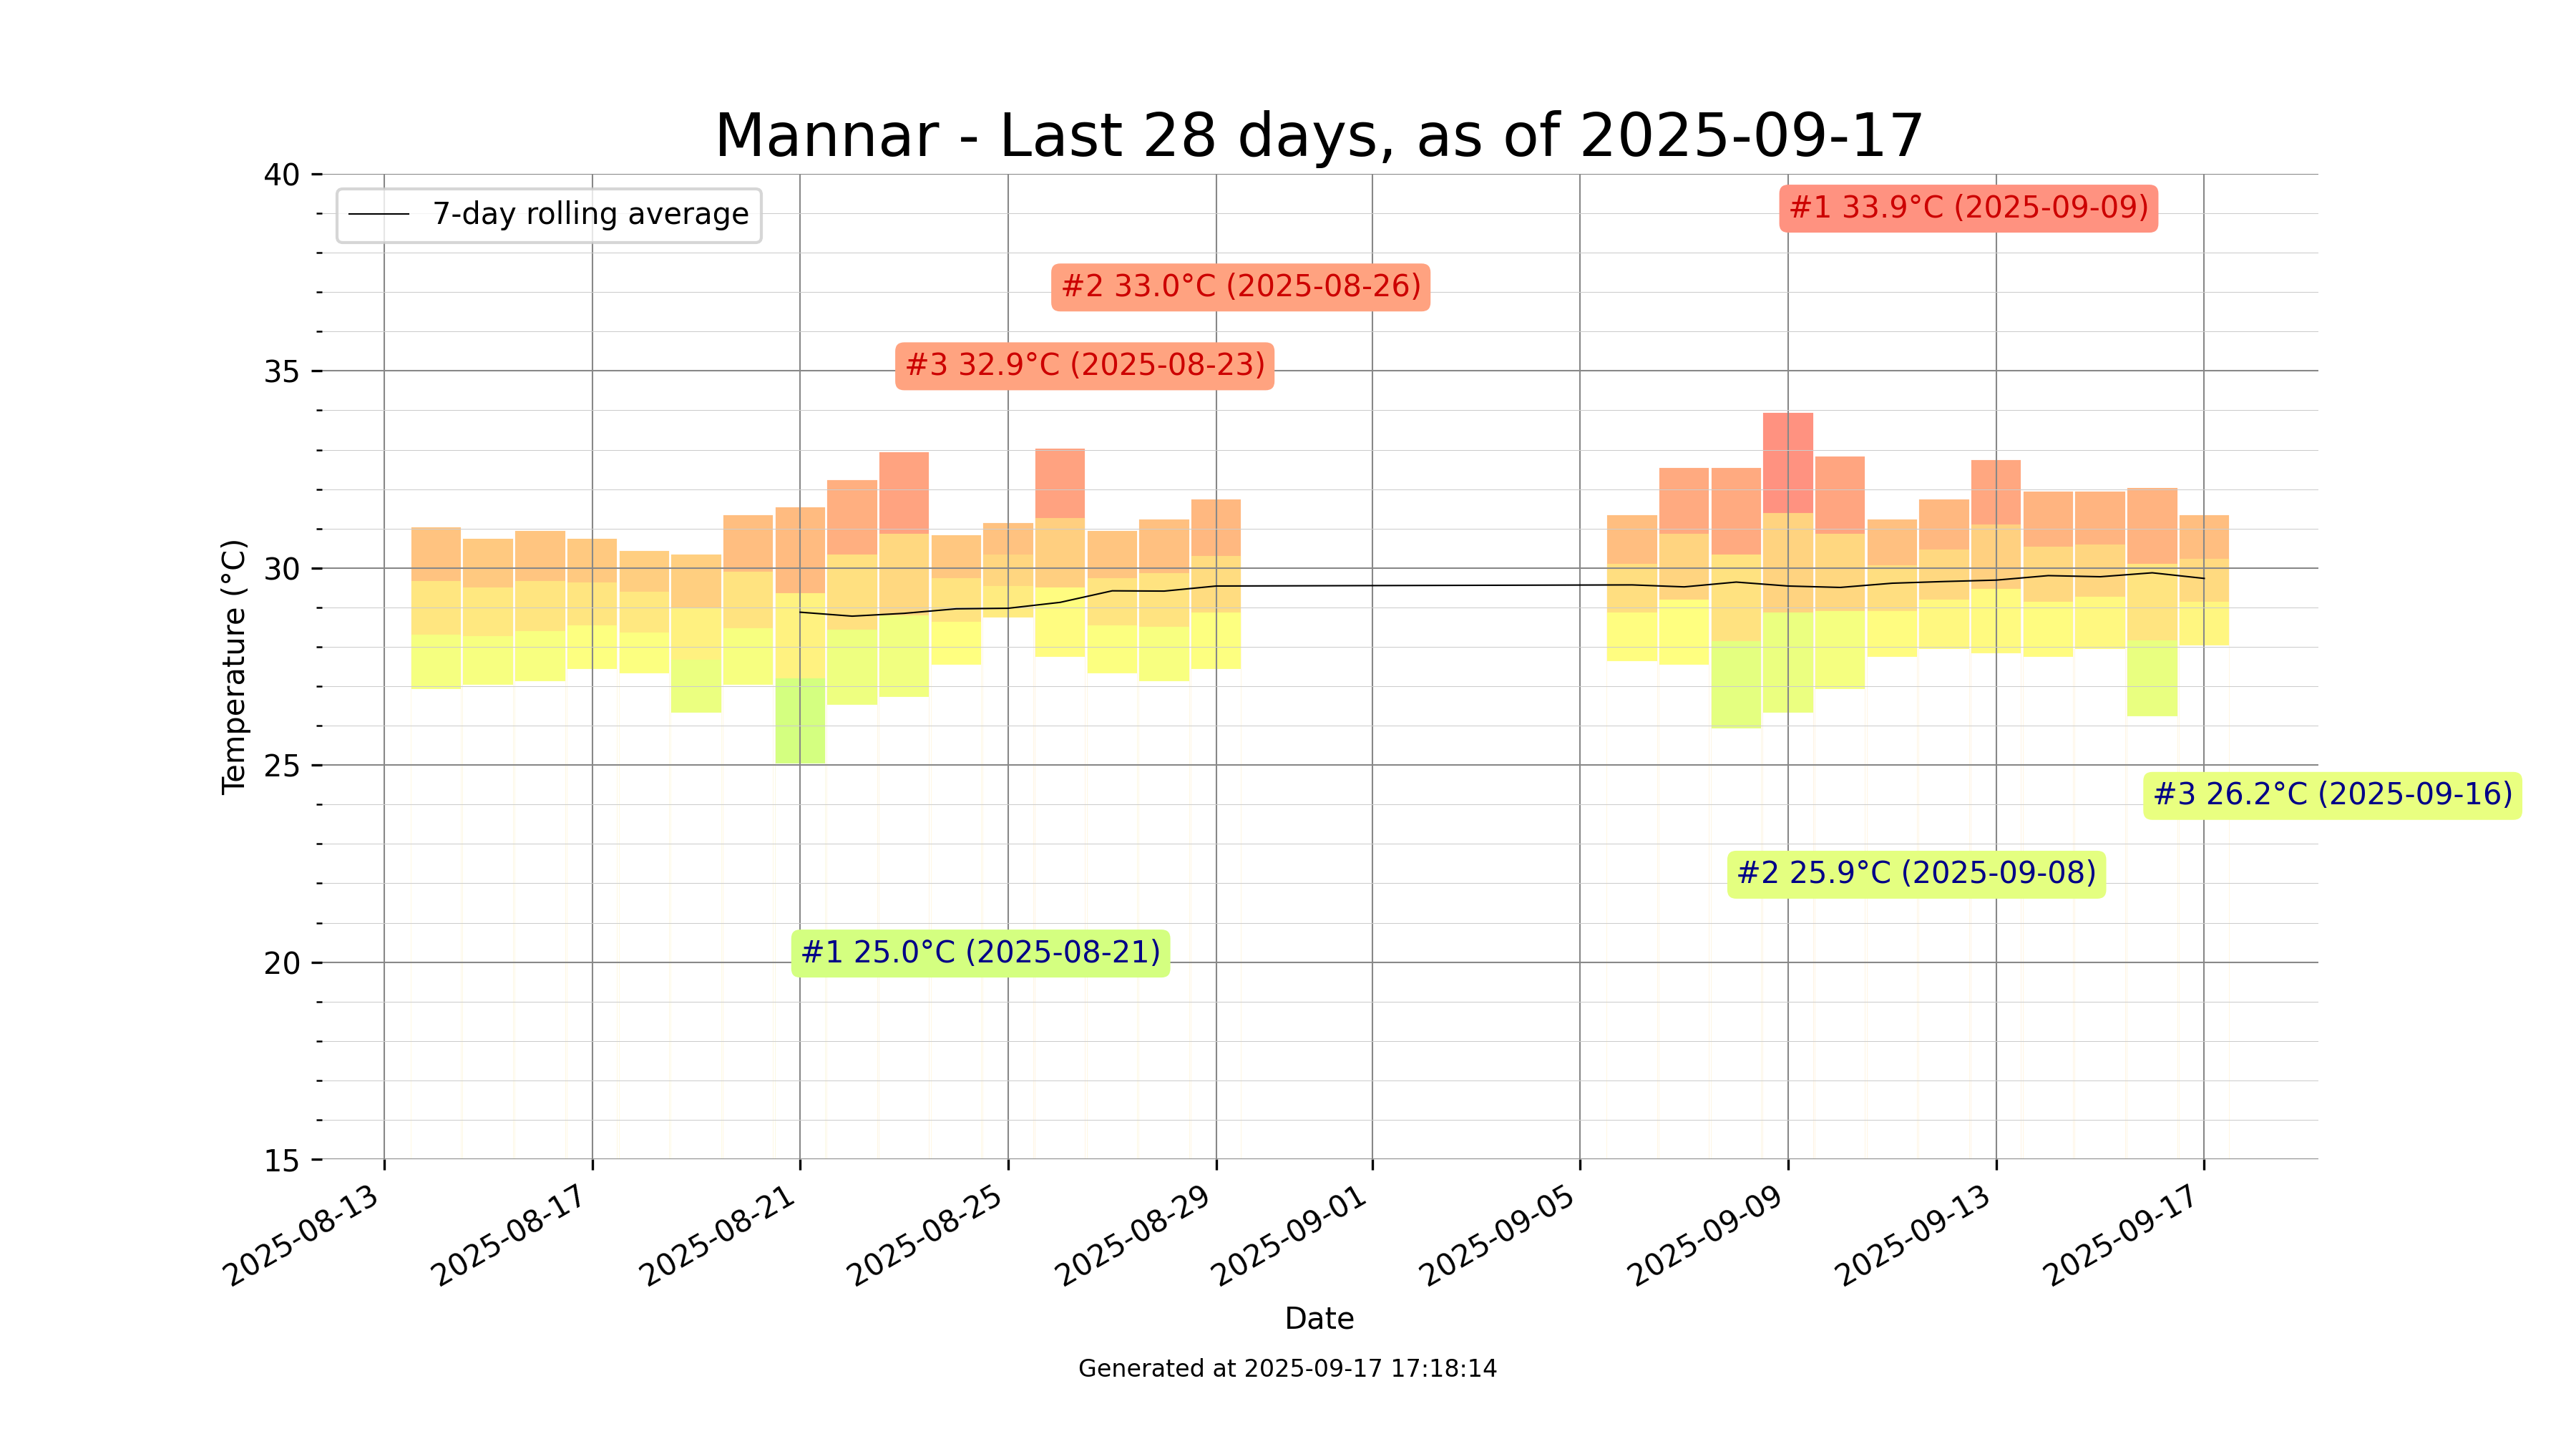 Mannar - Last 28 days, as of 2025-09-17
40
7-day rolling average
#1 33.9°C (2025-09-09)
#2 33.0°C (2025-08-26)
#3 32.9°C (2025-08-23)
35
30
Temperature (°C)
25
#3 26.2°C (2025-09-16)
#2 25.9°C (2025-09-08)
#1 25.0°C (2025-08-21)
20
15
2025-08-13
2025-08-17
2025-08-21
2025-08-25
2025-08-29
2025-09-01
2025-09-05
2025-09-09
2025-09-13
2025-09-17
Date
Generated at 2025-09-17 17:18:14